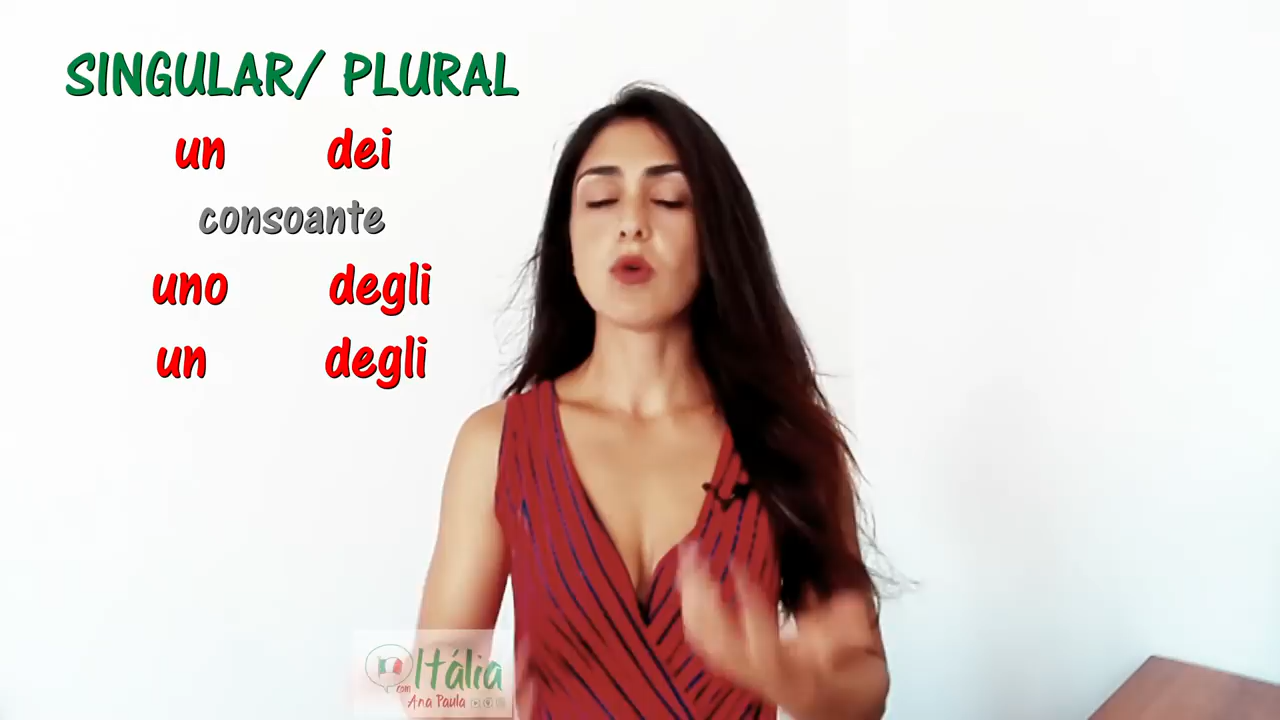 SINGULAR/ PLURAL
un dei
consoante
uno degli
un degli
Itália
com
Ana Paula